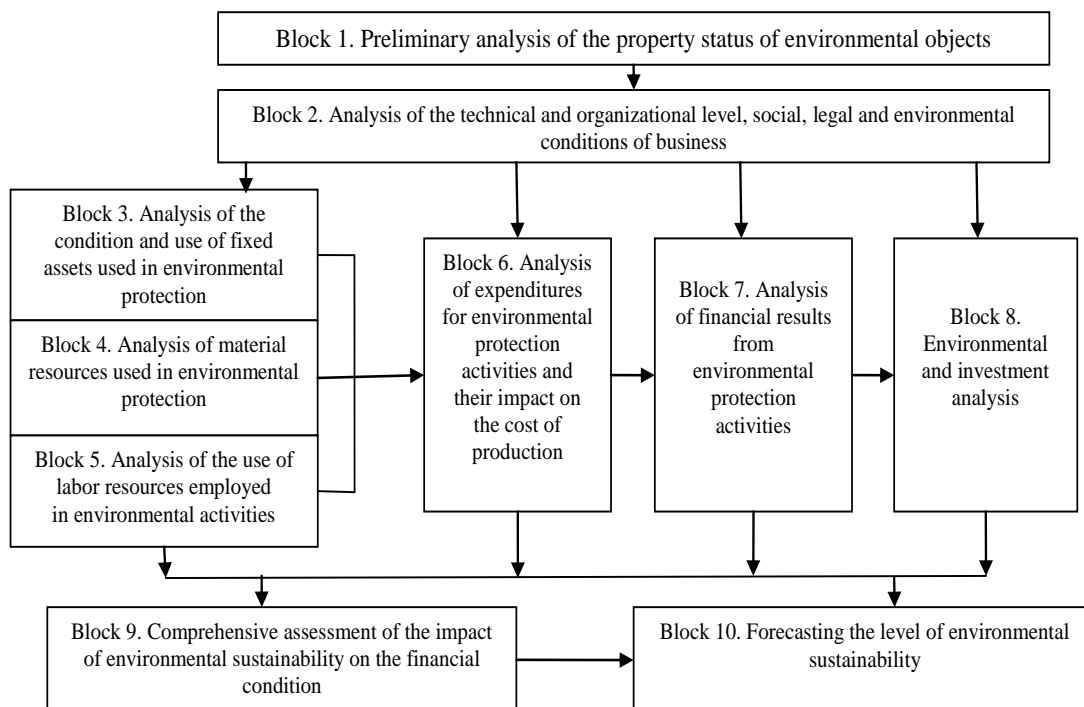 Block 1. Preliminary analysis of the property status of environmental objects
Block 2. Analysis of the technical and organizational level, social, legal and environmental
conditions of business
Block 3. Analysis of the
condition and use of fixed
assets used in environmental
protection
Block 4. Analysis of material
resources used in environmental
protection
Block 5. Analysis of the use of
labor resources employed
in environmental activities
Block 6. Analysis
of expenditures
for environmental
protection
activities and
their impact on
the cost of
production
Block 7. Analysis
of financial results
from
environmental
protection
activities
Block 8.
Environmental
and investment
analysis
Block 9. Comprehensive assessment of the impact
of environmental sustainability on the financial
condition
Block 10. Forecasting the level of environmental
sustainability